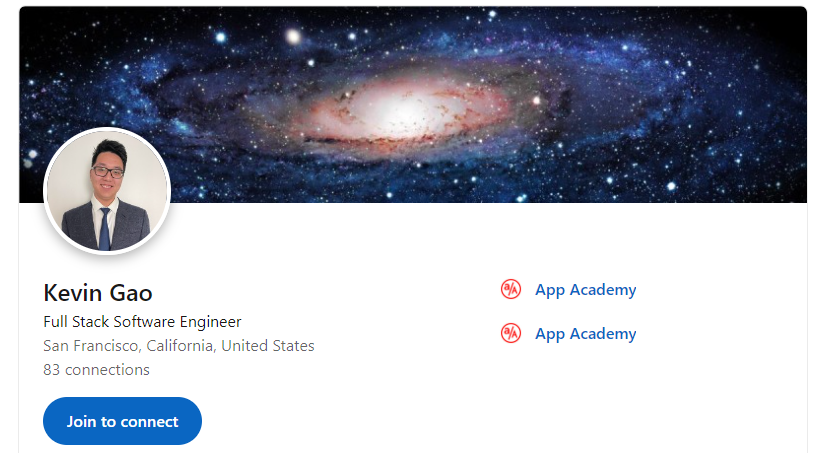 Kevin Gao
Full Stack Software Engineer
San Francisco, California, United States
83 connections
Join to connect
a/A App Academy
a/A App Academy